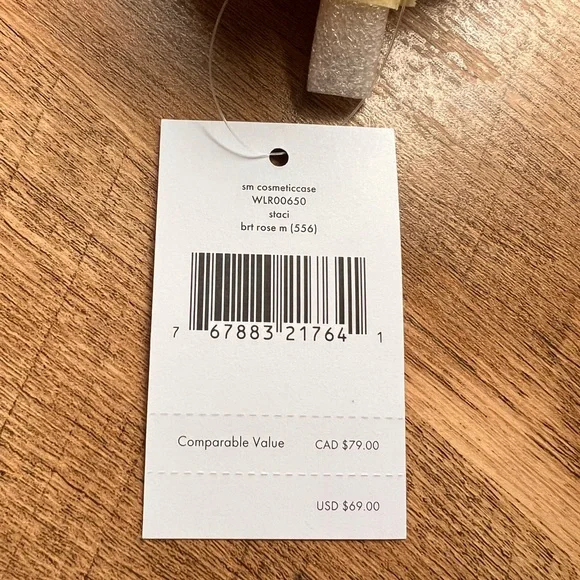 sm cosmeticcase
WLR00650
staci
brt rose m (556)
7 67883 21764 1
Comparable Value CAD $79.00
USD $69.00